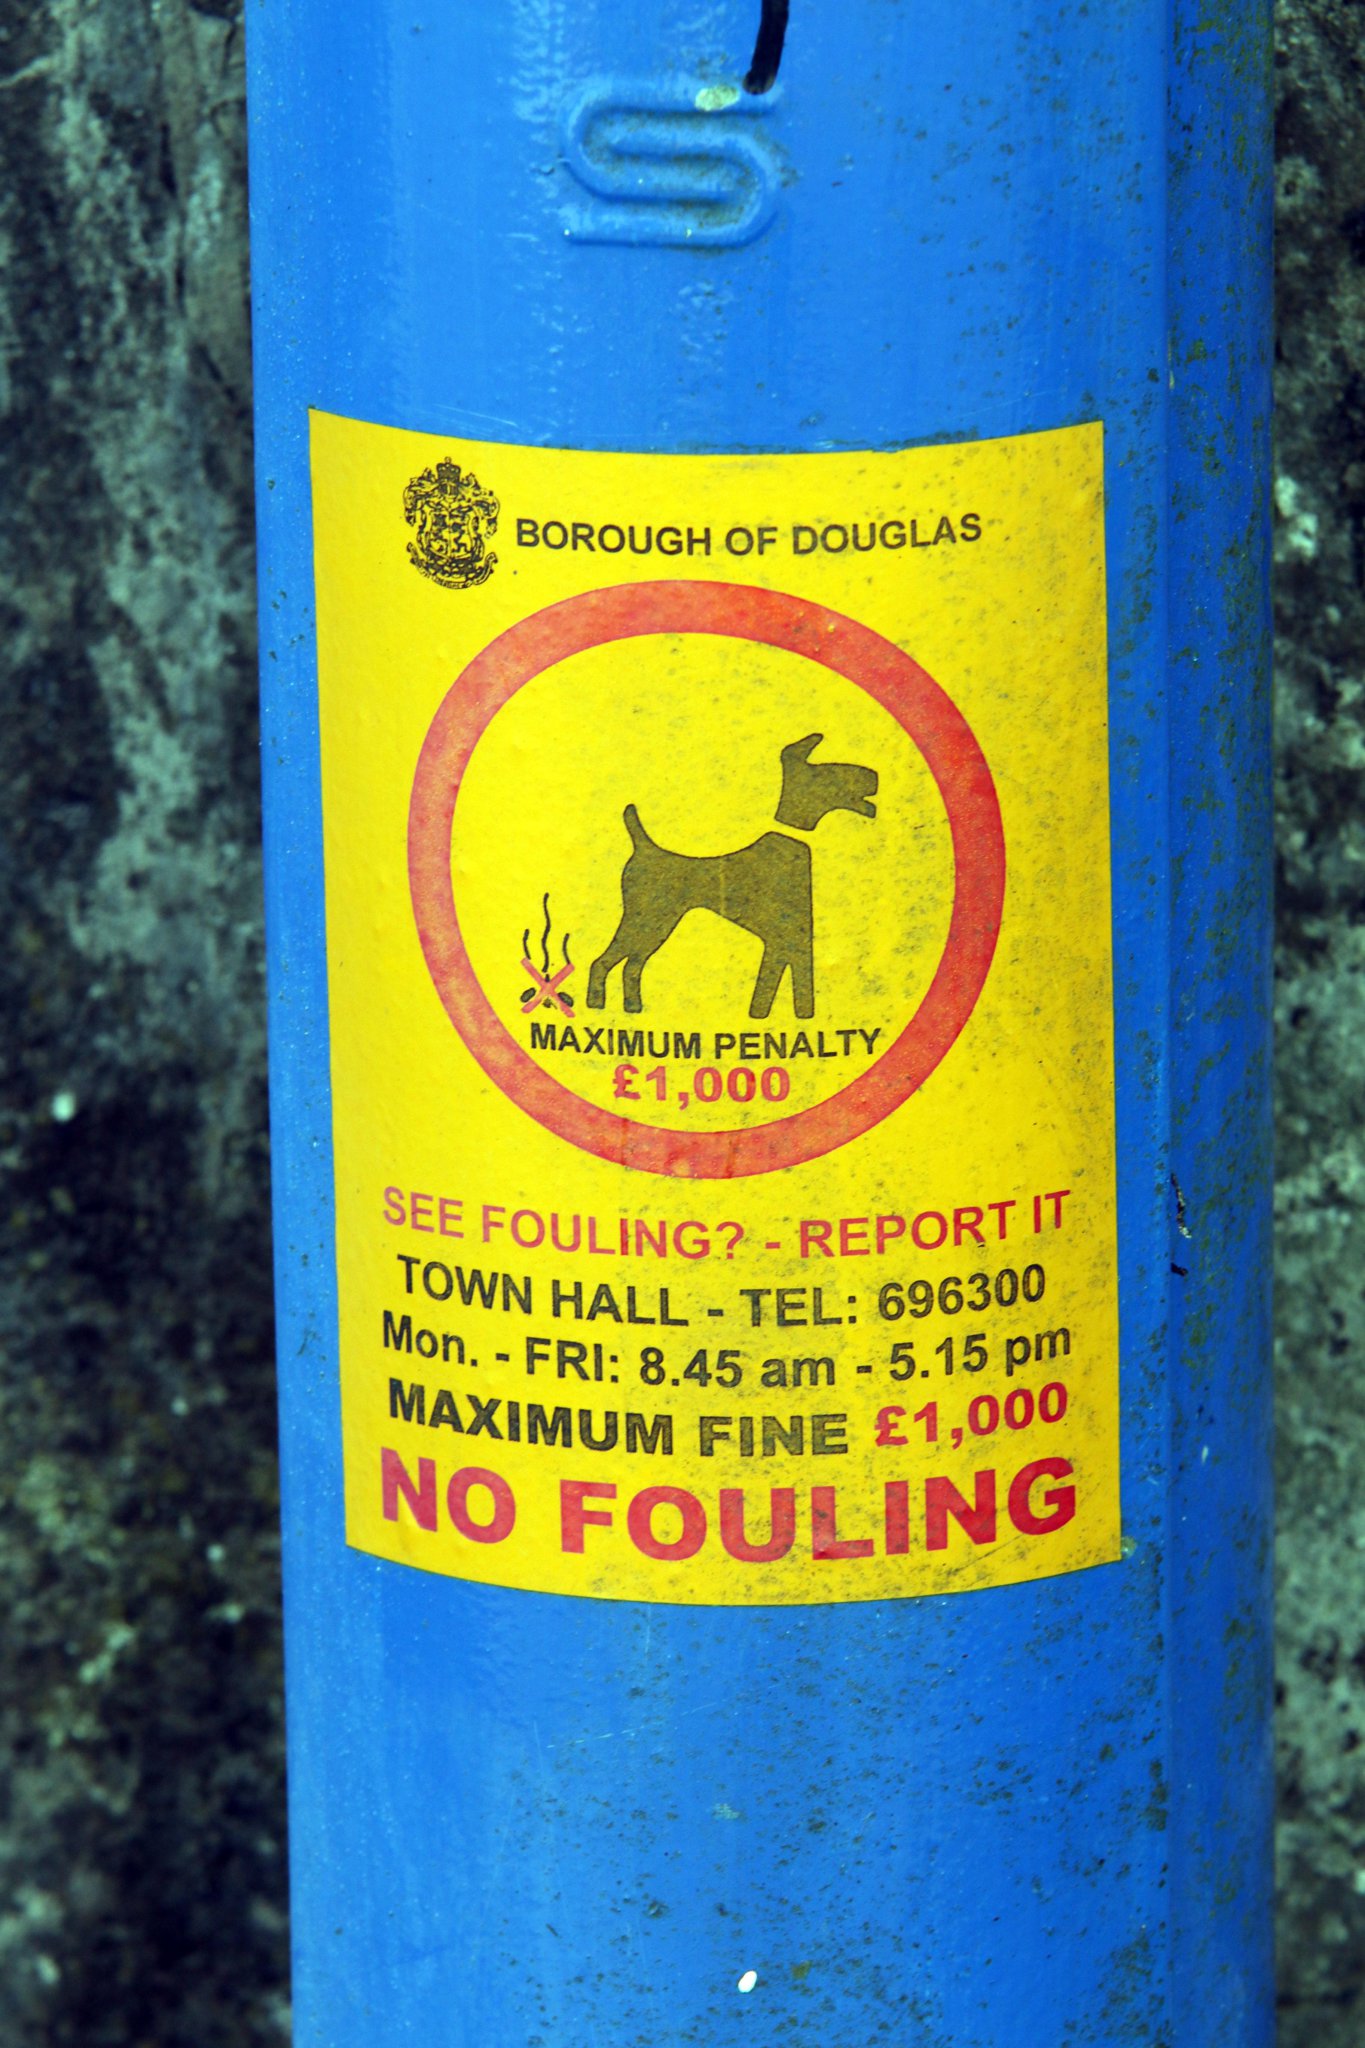 S
BOROUGH OF DOUGLAS
MAXIMUM PENALTY
£1,000
SEE FOULING? - REPORT IT
TOWN HALL - TEL: 696300
Mon. - FRI: 8.45 am - 5.15 pm
MAXIMUM FINE £1,000
NO FOULING